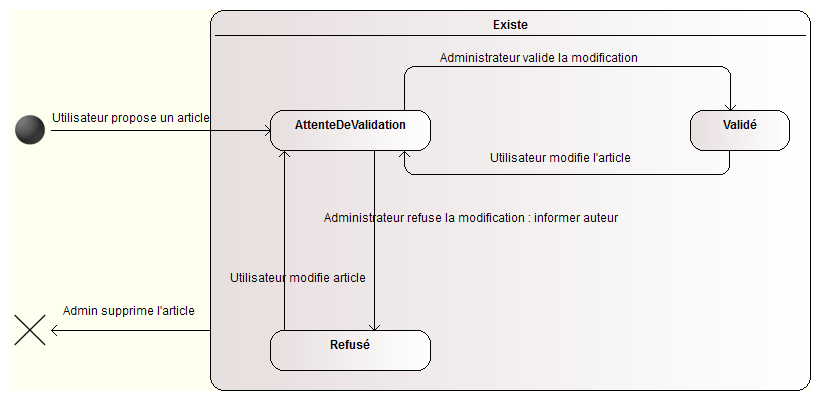 Existe
Administrateur valide la modification
Utilisateur propose un article
AttenteDeValidation
Validé
Utilisateur modifie l'article
Administrateur refuse la modification : informer auteur
Utilisateur modifie article
Admin supprime l'article
Refusé